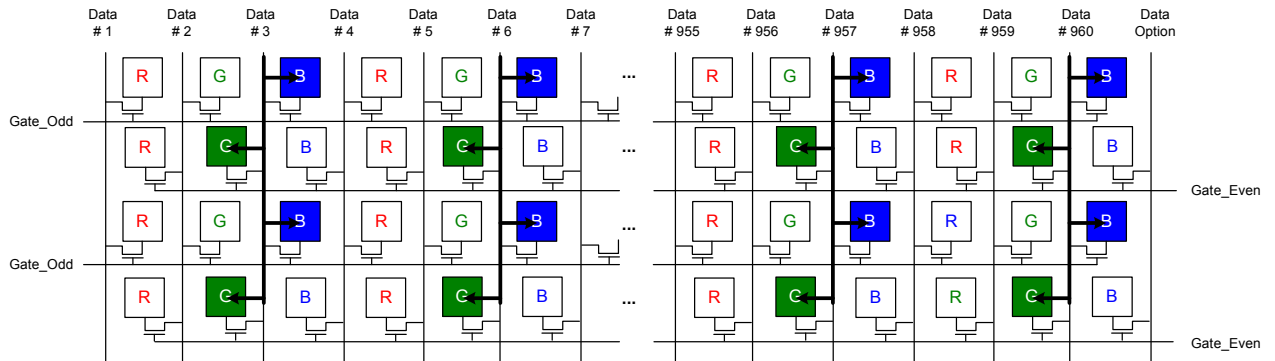 Data Data Data Data Data Data Data Data Data Data Data Data Data Data
# 1 # 2 # 3 # 4 # 5 # 6 # 7 # 955 # 956 # 957 # 958 # 959 # 960 Option
R G B R G B ... R G B R G B
Gate_Odd
R G B R G B ... R G B R G B
Gate_Even
R G B R G B ... R G B R G B
Gate_Odd
R G B R G B ... R G B R G B
Gate_Even